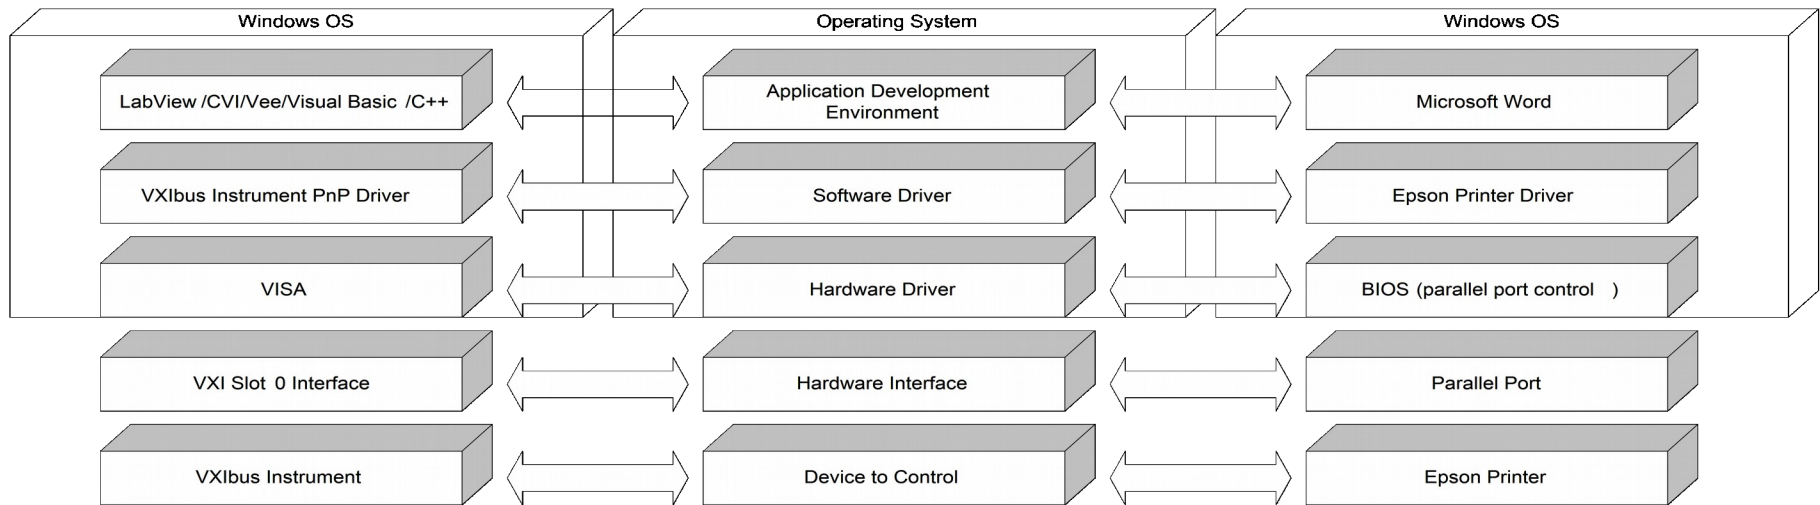 Windows OS
Operating System
Windows OS
LabView /CVI/Vee/Visual Basic /C++
Application Development
Environment
Microsoft Word
VXIbus Instrument PnP Driver
Software Driver
Epson Printer Driver
VISA
Hardware Driver
BIOS (parallel port control )
VXI Slot 0 Interface
Hardware Interface
Parallel Port
VXIbus Instrument
Device to Control
Epson Printer